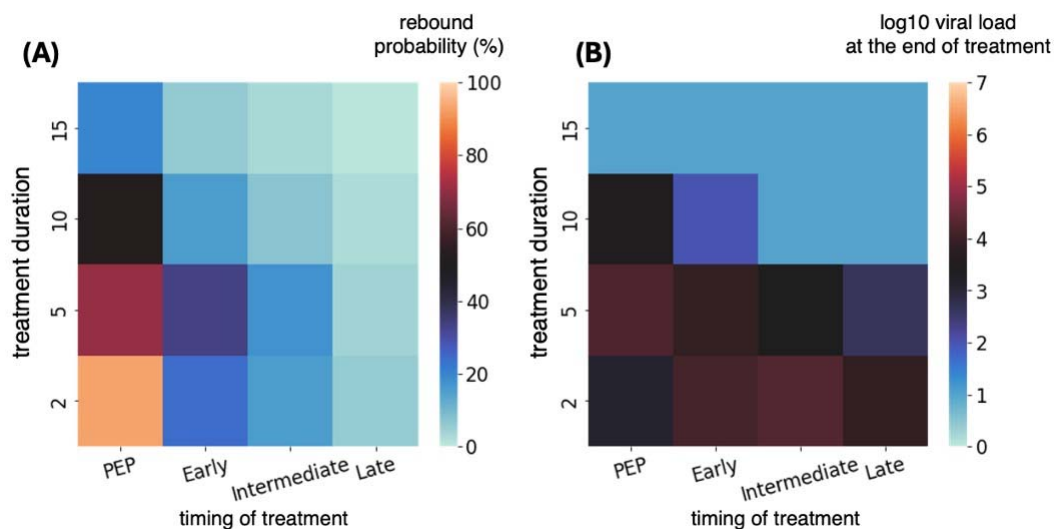 (A)
rebound
probability (%)
100
80
60
40
20
0
treatment duration
15
10
5
2
PEP
Early
Intermediate
Late
timing of treatment
(B)
log10 viral load
at the end of treatment
7
6
5
4
3
2
1
0
treatment duration
15
10
5
2
PEP
Early
Intermediate
Late
timing of treatment